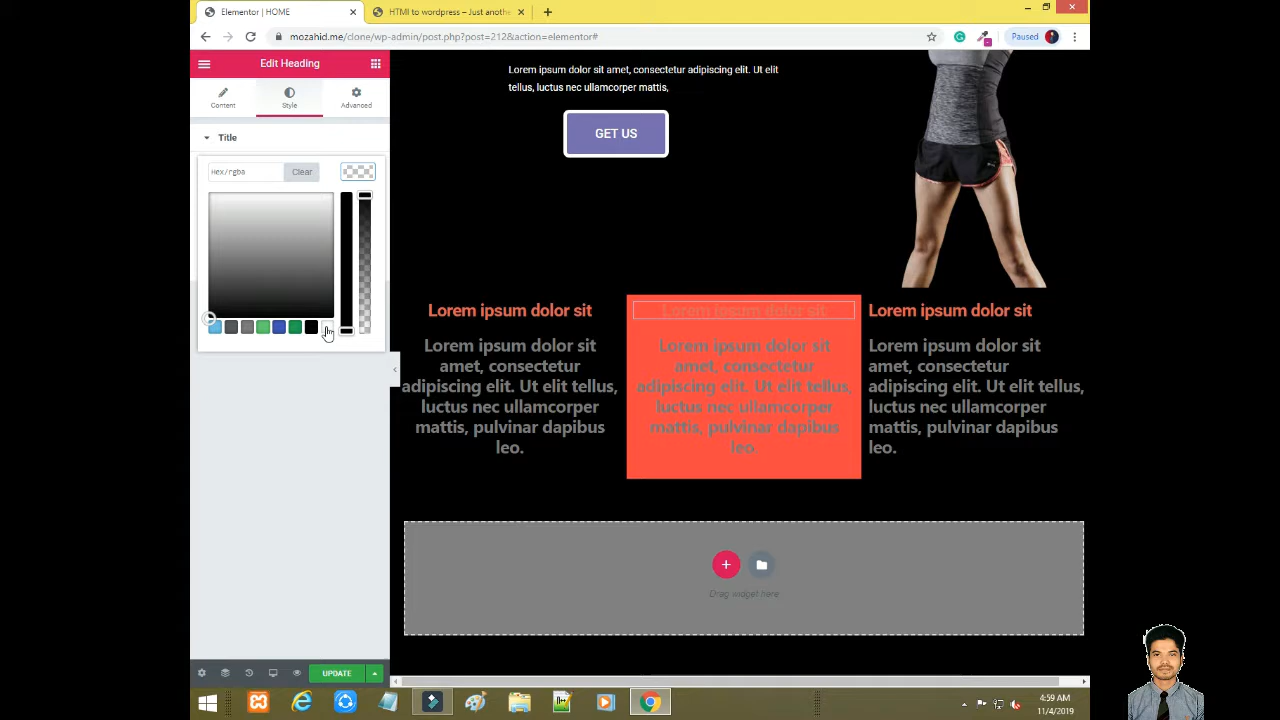 Elementor | HOME
HTMl to wordpress – Just anothe
mozahid.me/clone/wp-admin/post.php?post=212&action=elementor#
Paused
Edit Heading
Content
Style
Advanced
Title
Hex/rgba
Clear
UPDATE
Lorem ipsum dolor sit amet, consectetur adipiscing elit. Ut elit
tellus, luctus nec ullamcorper mattis,
GET US
Lorem ipsum dolor sit
Lorem ipsum dolor sit
amet, consectetur
adipiscing elit. Ut elit tellus,
luctus nec ullamcorper
mattis, pulvinar dapibus
leo.
Lorem ipsum dolor sit
Lorem ipsum dolor sit
amet, consectetur
adipiscing elit. Ut elit tellus,
luctus nec ullamcorper
mattis, pulvinar dapibus
leo.
Lorem ipsum dolor sit
Lorem ipsum dolor sit
amet, consectetur
adipiscing elit. Ut elit tellus,
luctus nec ullamcorper
mattis, pulvinar dapibus
leo.
Drag widget here
4:59 AM
11/4/2019